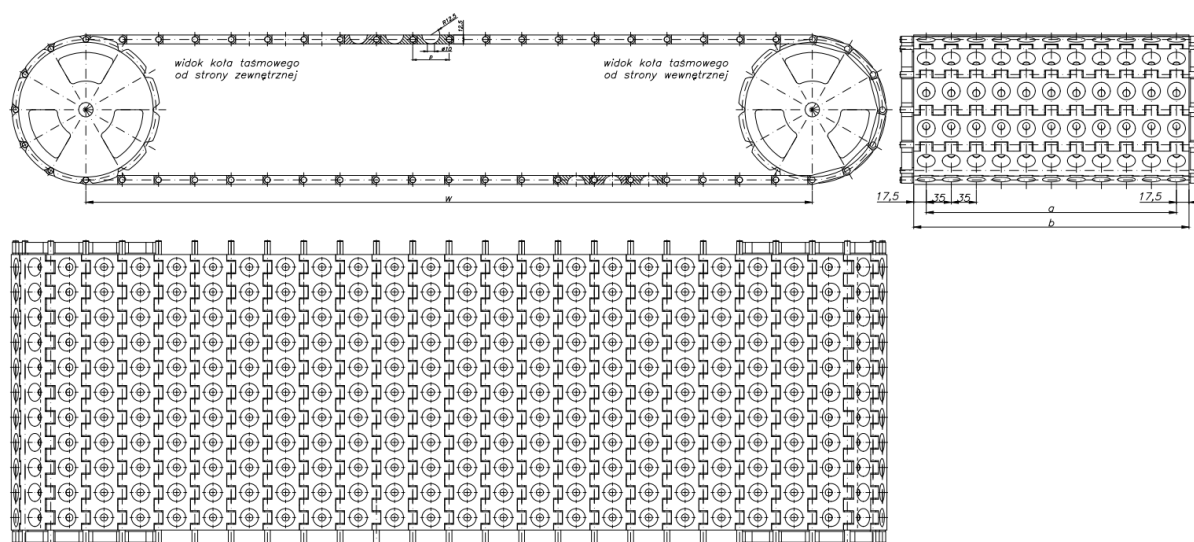 R12,5
12,5
ø10
P
widok koła taśmowego
od strony zewnętrznej
widok koła taśmowego
od strony wewnętrznej
w
17,5
35
35
17,5
a
b